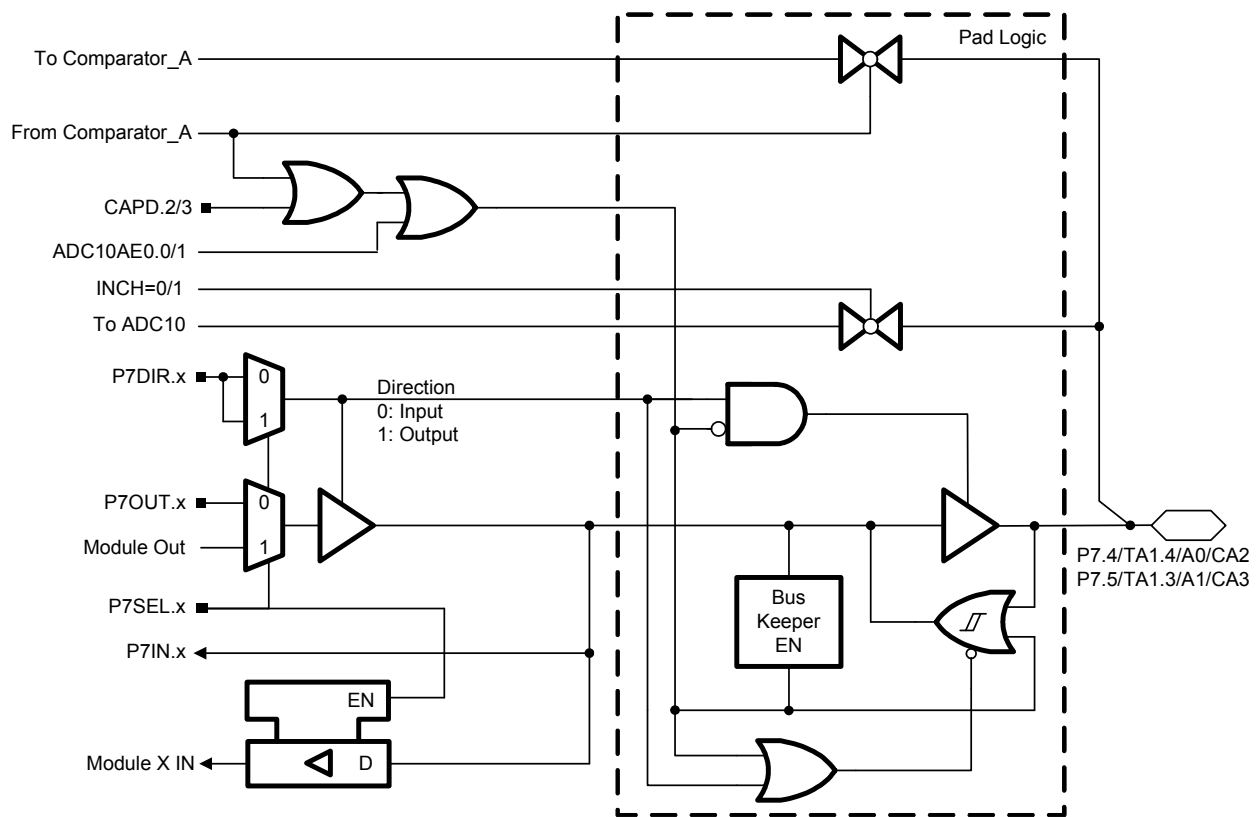 Pad Logic
To Comparator_A
From Comparator_A
CAPD.2/3
ADC10AE0.0/1
INCH=0/1
To ADC10
P7DIR.x
0
1
Direction
0: Input
1: Output
P7OUT.x
0
Module Out
1
P7.4/TA1.4/A0/CA2
P7.5/TA1.3/A1/CA3
P7SEL.x
Bus
Keeper
EN
P7IN.x
EN
Module X IN
D